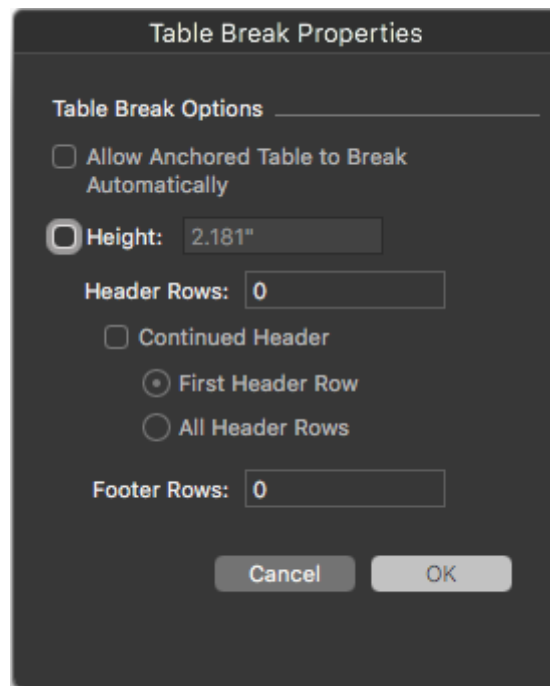 Table Break Properties
Table Break Options
Allow Anchored Table to Break
Automatically
Height: 2.181"
Header Rows: 0
Continued Header
First Header Row
All Header Rows
Footer Rows: 0
Cancel OK